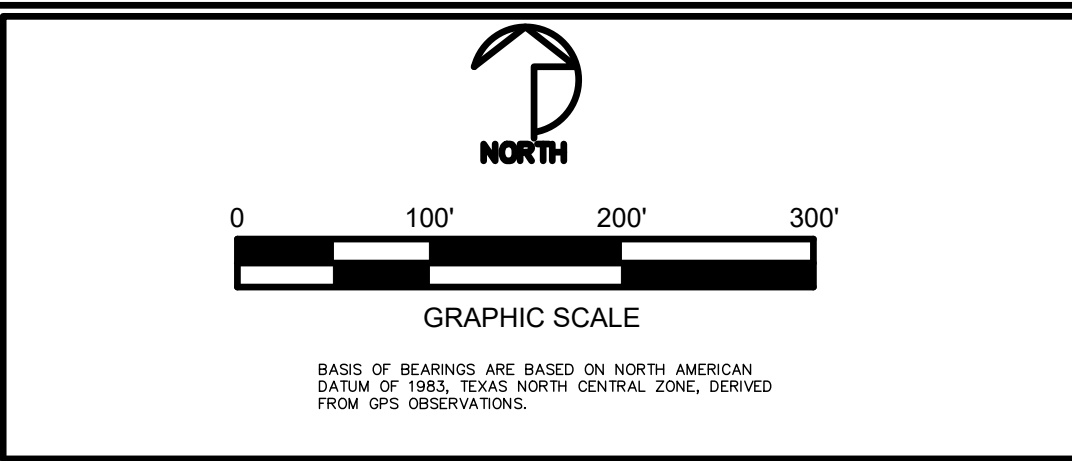 NORTH
0 100' 200' 300'
GRAPHIC SCALE
BASIS OF BEARINGS ARE BASED ON NORTH AMERICAN
DATUM OF 1983, TEXAS NORTH CENTRAL ZONE, DERIVED
FROM GPS OBSERVATIONS.